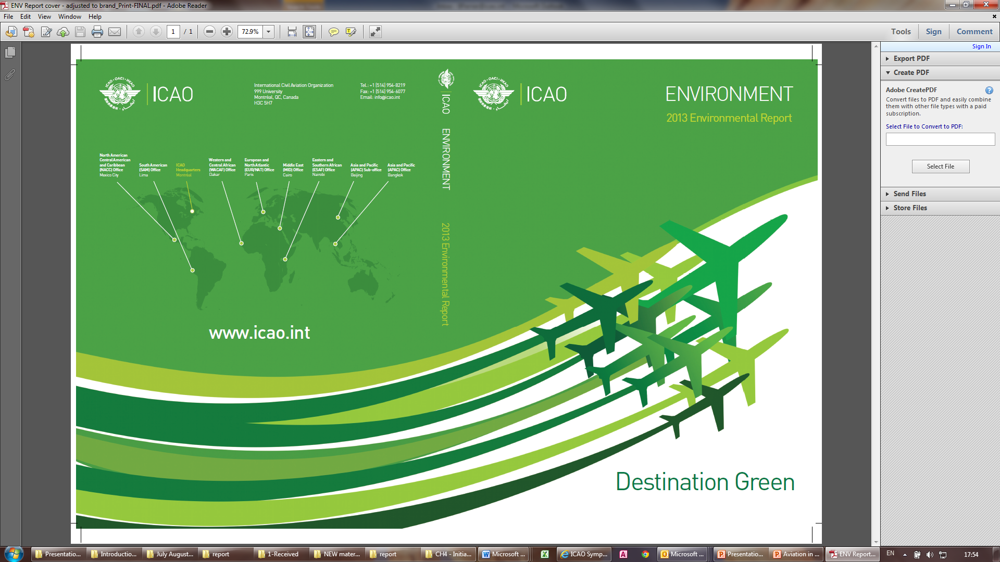 ENV Report cover - adjusted to brand_Print-FINAL.pdf - Adobe Reader
File Edit View Window Help
1 / 1 72.9% Tools Sign Comment
Sign In
Export PDF
Create PDF
Adobe CreatePDF
Convert files to PDF and easily combine
them with other file types with a paid
subscription.
Select File to Convert to PDF:
Select File
Send Files
Store Files
ICAO
International Civil Aviation Organization
999 University
Montréal, QC, Canada
H3C 5H7
Tel.: +1 (514) 954-8219
Fax: +1 (514) 954-6077
Email: info@icao.int
North American
Central American
and Caribbean
(NACC) Office
Mexico City
South American
(SAM) Office
Lima
ICAO
Headquarters
Montréal
Western and
Central African
(WACAF) Office
Dakar
European and
North Atlantic
(EUR/NAT) Office
Paris
Middle East
(MID) Office
Cairo
Eastern and
Southern African
(ESAF) Office
Nairobi
Asia and Pacific
(APAC) Sub-office
Beijing
Asia and Pacific
(APAC) Office
Bangkok
www.icao.int
ICAO ENVIRONMENT 2013 Environmental Report
ICAO
ENVIRONMENT
2013 Environmental Report
Destination Green
Presentatio... Introductio... July August... report 1-Received NEW mater... report CH4 - Initia... Microsoft ... ICAO Symp... Microsoft ... Presentatio... Aviation in ... ENV Report... EN 17:54